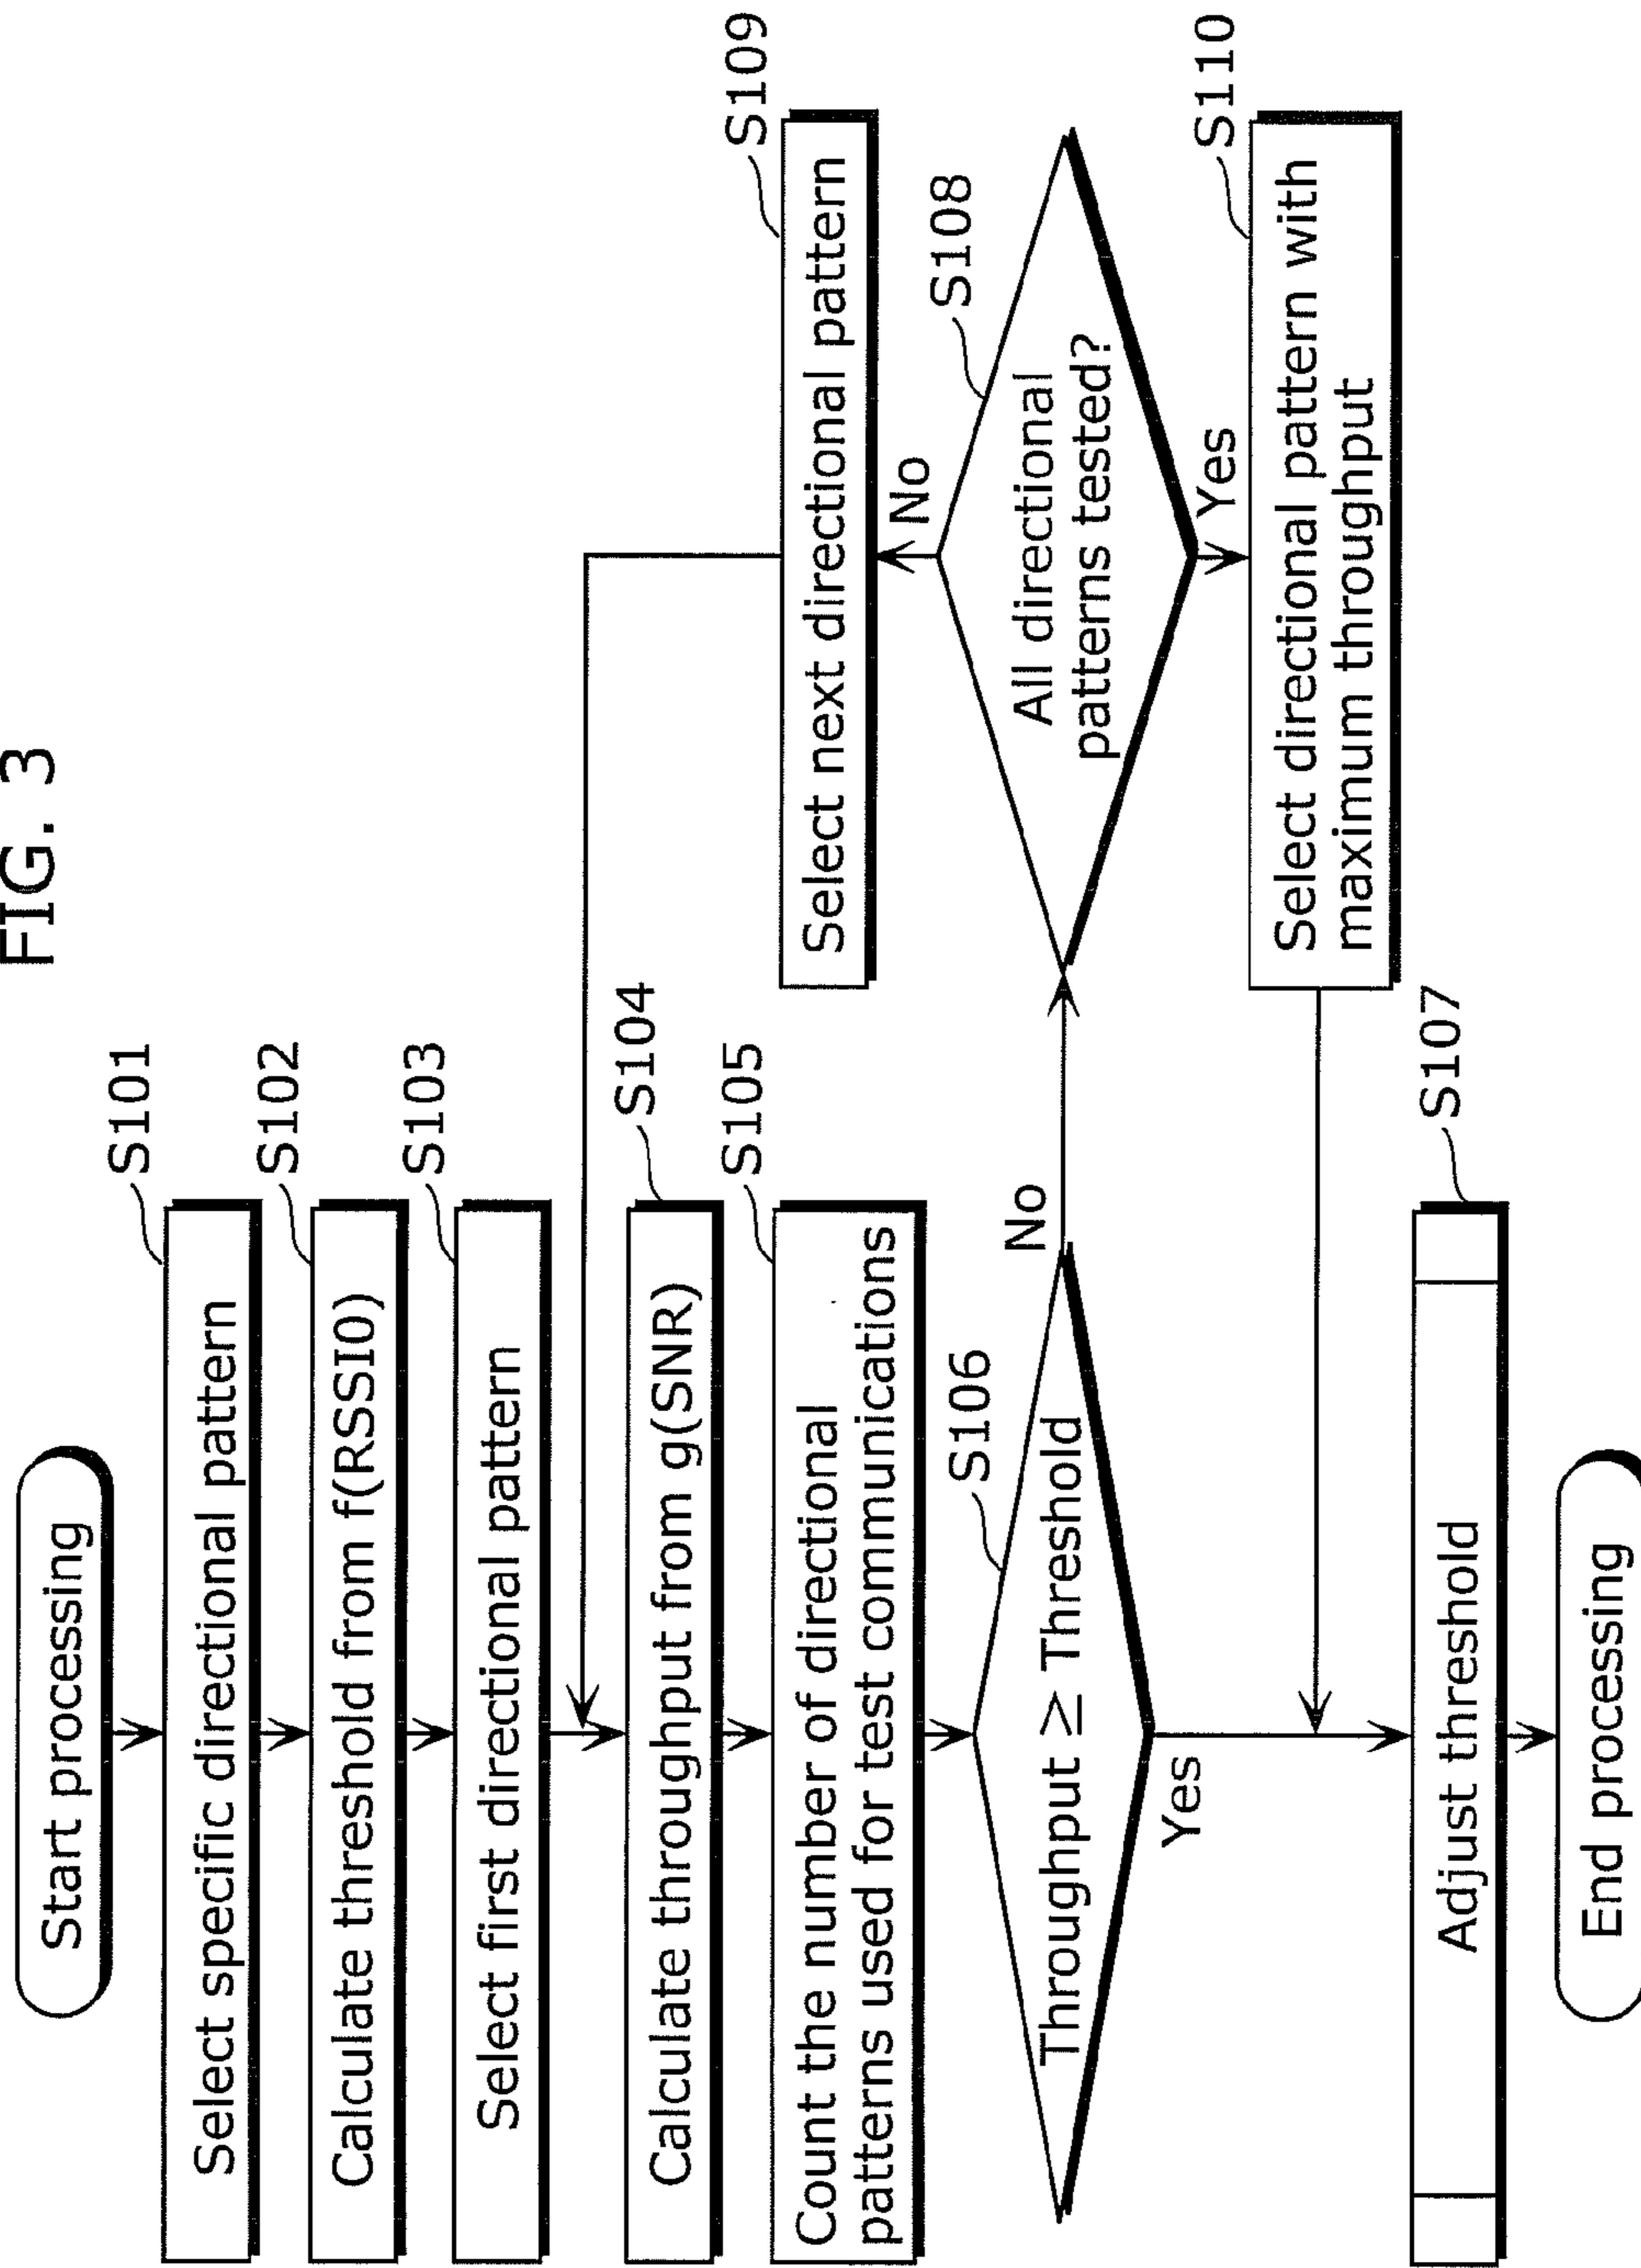 FIG. 3
Start processing
S101
Select specific directional pattern
S102
Calculate threshold from f(RSSI0)
S103
Select first directional pattern
S104
Calculate throughput from g(SNR)
S105
Count the number of directional
patterns used for test communications
S106
Throughput ≥ Threshold
No
Yes
S109
Select next directional pattern
No
S108
All directional
patterns tested?
Yes
S110
Select directional pattern with
maximum throughput
S107
Adjust threshold
End processing